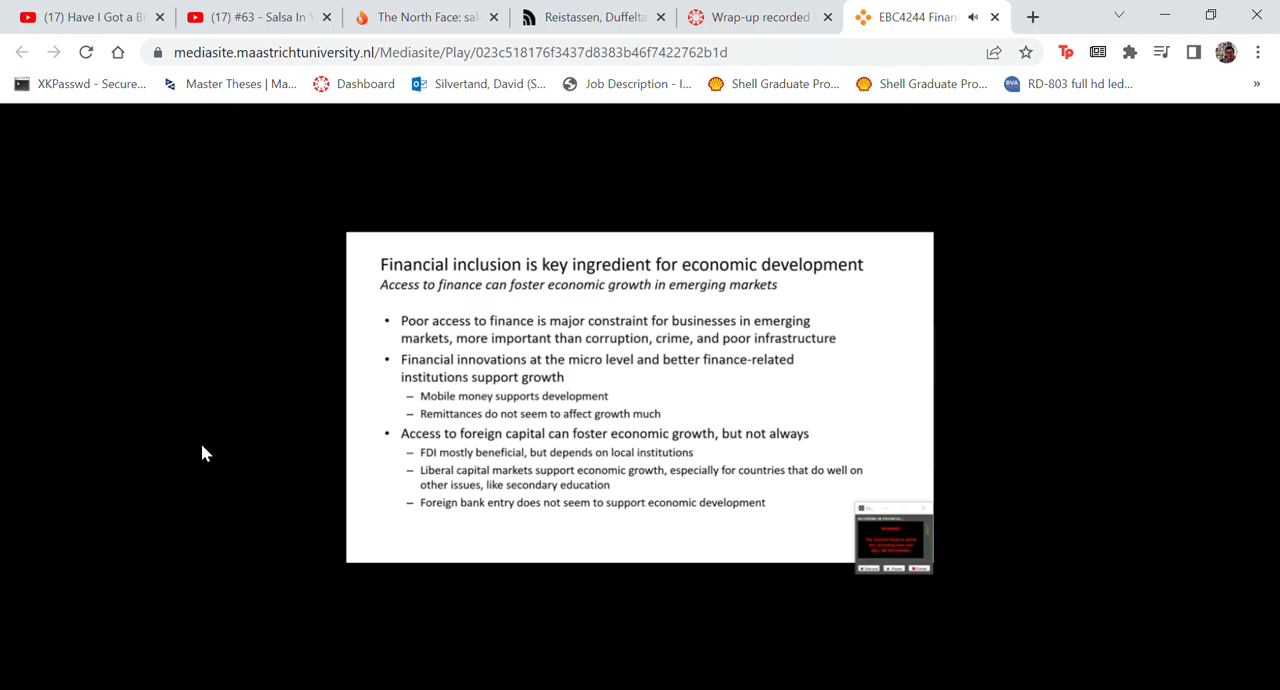 (17) Have I Got a Bi
(17) #63 - Salsa In Y
The North Face: sal
Reistassen, Duffelta
Wrap-up recorded
EBC4244 Finan
mediasite.maastrichtuniversity.nl/Mediasite/Play/023c518176f3437d8383b46f7422762b1d
Tp
XKPasswd - Secure...
Master Theses | Ma...
Dashboard
Silvertand, David (S...
Job Description - I...
Shell Graduate Pro...
Shell Graduate Pro...
BVA
RD-803 full hd led...
»
Financial inclusion is key ingredient for economic development
Access to finance can foster economic growth in emerging markets
• Poor access to finance is major constraint for businesses in emerging
markets, more important than corruption, crime, and poor infrastructure
• Financial innovations at the micro level and better finance-related
institutions support growth
– Mobile money supports development
– Remittances do not seem to affect growth much
• Access to foreign capital can foster economic growth, but not always
– FDI mostly beneficial, but depends on local institutions
– Liberal capital markets support economic growth, especially for countries that do well on
other issues, like secondary education
– Foreign bank entry does not seem to support economic development